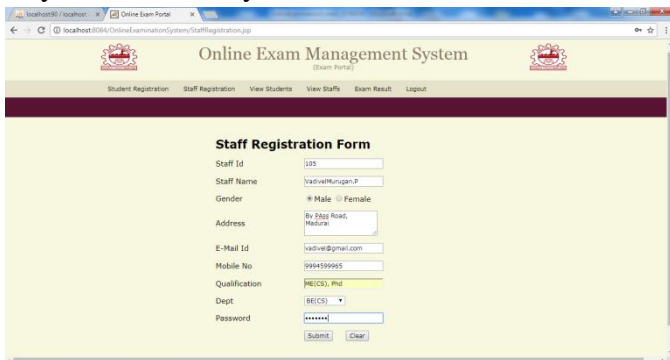 localhost:90 / localhost
Online Exam Portal
localhost:8084/OnlineExaminationSystem/StaffRegistration.jsp
Online Exam Management System
(Exam Portal)
Student Registration Staff Registration View Students View Staffs Exam Result Logout
Staff Registration Form
Staff Id 105
Staff Name VadivelMurugan.P
Gender Male Female
Address By PAss Road,
Madurai
E-Mail Id vadivel@gmail.com
Mobile No 9994599965
Qualification ME(CS), Phd
Dept BE(CS)
Password
Submit Clear